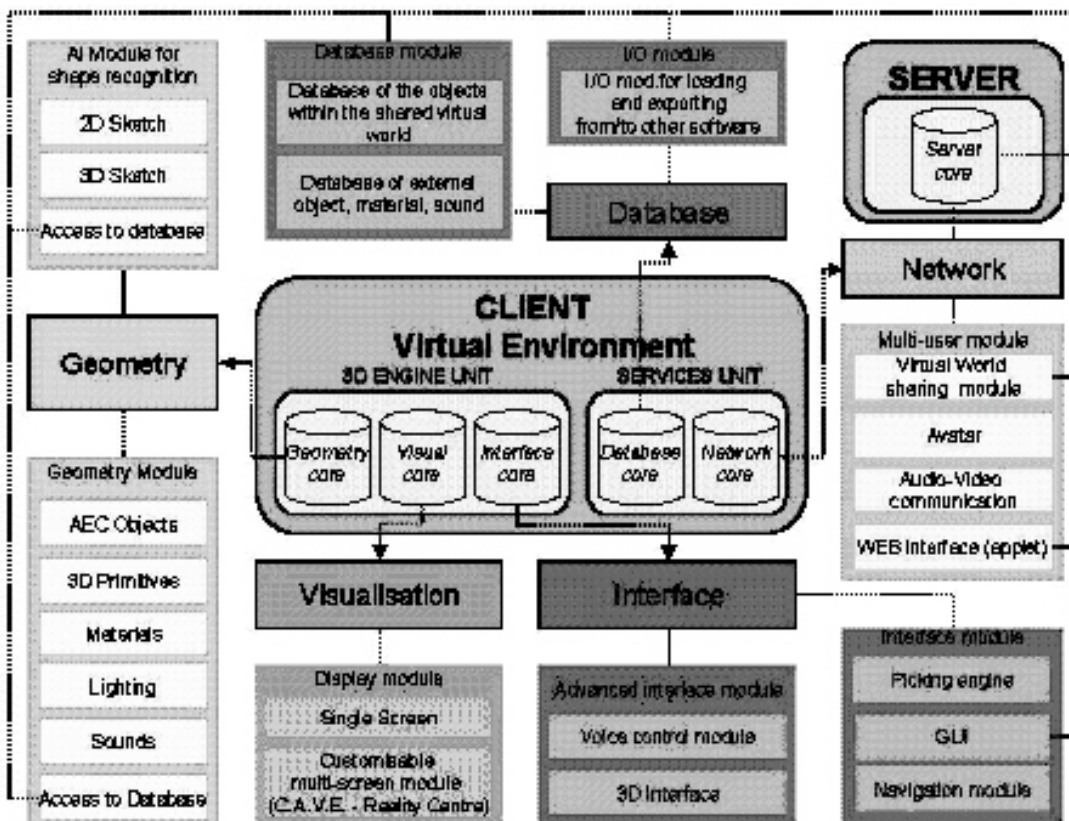 AI Module for
shape recognition
2D Sketch
3D Sketch
Access to database
Database module
Database of the objects
within the shared virtual
world
Database of external
object, material, sound
I/O module
I/O mod.for loading
and exporting
from/to other software
Database
SERVER
Server
core
Network
Geometry
CLIENT
Virtual Environment
3D ENGINE UNIT
SERVICES UNIT
Geometry
core
Visual
core
Interface
core
Database
core
Network
core
Multi-user module
Virtual World
sharing module
Avatar
Audio-Video
communication
WEB Interface (applet)
Geometry Module
AEC Objects
3D Primitives
Materials
Lighting
Sounds
Access to Database
Visualisation
Interface
Display module
Single Screen
Customisable
multi-screen module
(C.A.V.E. - Reality Centre)
Advanced interface module
Voice control module
3D Interface
Interface module
Picking engine
GUI
Navigation module